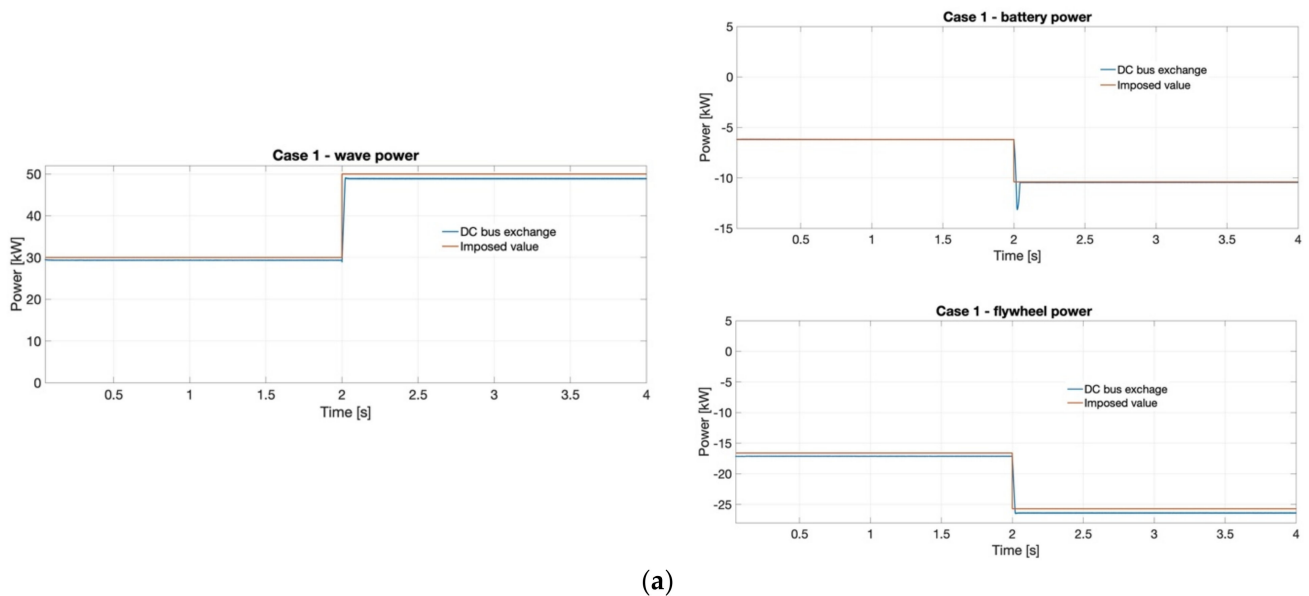 Case 1 - wave power
Power [kW]
50
40
30
20
10
0
DC bus exchange
Imposed value
0.5 1 1.5 2 2.5 3 3.5 4
Time [s]
Case 1 - battery power
Power [kW]
5
0
-5
-10
-15
DC bus exchange
Imposed value
0.5 1 1.5 2 2.5 3 3.5 4
Time [s]
Case 1 - flywheel power
Power [kW]
5
0
-5
-10
-15
-20
-25
DC bus exchage
Imposed value
0.5 1 1.5 2 2.5 3 3.5 4
Time [s]
(a)